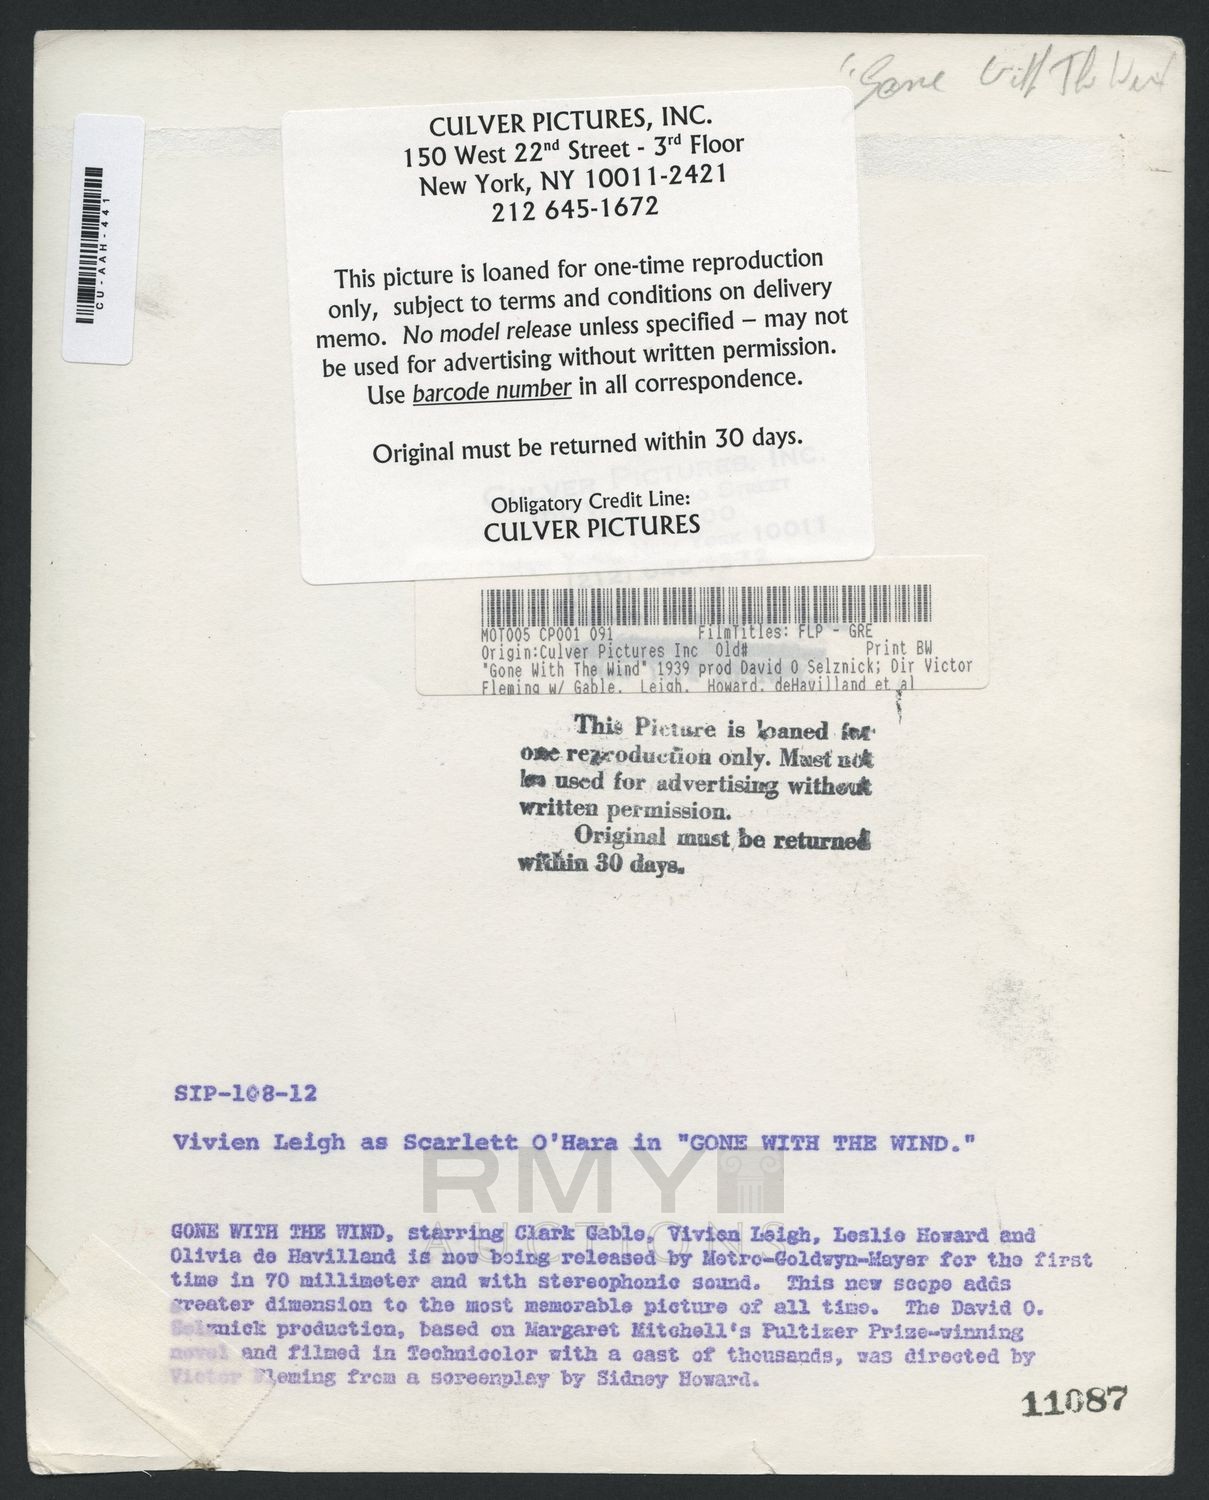 "Gone With The Wind
CULVER PICTURES, INC.
150 West 22nd Street - 3rd Floor
New York, NY 10011-2421
212 645-1672
CU-AAH-441
This picture is loaned for one-time reproduction
only, subject to terms and conditions on delivery
memo. No model release unless specified – may not
be used for advertising without written permission.
Use barcode number in all correspondence.
Original must be returned within 30 days.
Obligatory Credit Line:
CULVER PICTURES
MOT005 CP001 091 FilmTitles: FLP - GRE
Origin:Culver Pictures Inc Old# Print BW
"Gone With The Wind" 1939 prod David O Selznick; Dir Victor
Fleming w/ Gable, Leigh, Howard, deHavilland et al
This Picture is loaned for
one reproduction only. Must not
be used for advertising without
written permission.
Original must be returned
within 30 days.
SIP-108-12
Vivien Leigh as Scarlett O'Hara in "GONE WITH THE WIND."
RMY
AUCTIONS
GONE WITH THE WIND, starring Clark Gable, Vivien Leigh, Leslie Howard and
Olivia de Havilland is now being released by Metro-Goldwyn-Mayer for the first
time in 70 millimeter and with stereophonic sound. This new scope adds
greater dimension to the most memorable picture of all time. The David O.
Selznick production, based on Margaret Mitchell's Pultizer Prize-winning
novel and filmed in Technicolor with a cast of thousands, was directed by
Victor Fleming from a screenplay by Sidney Howard.
11087